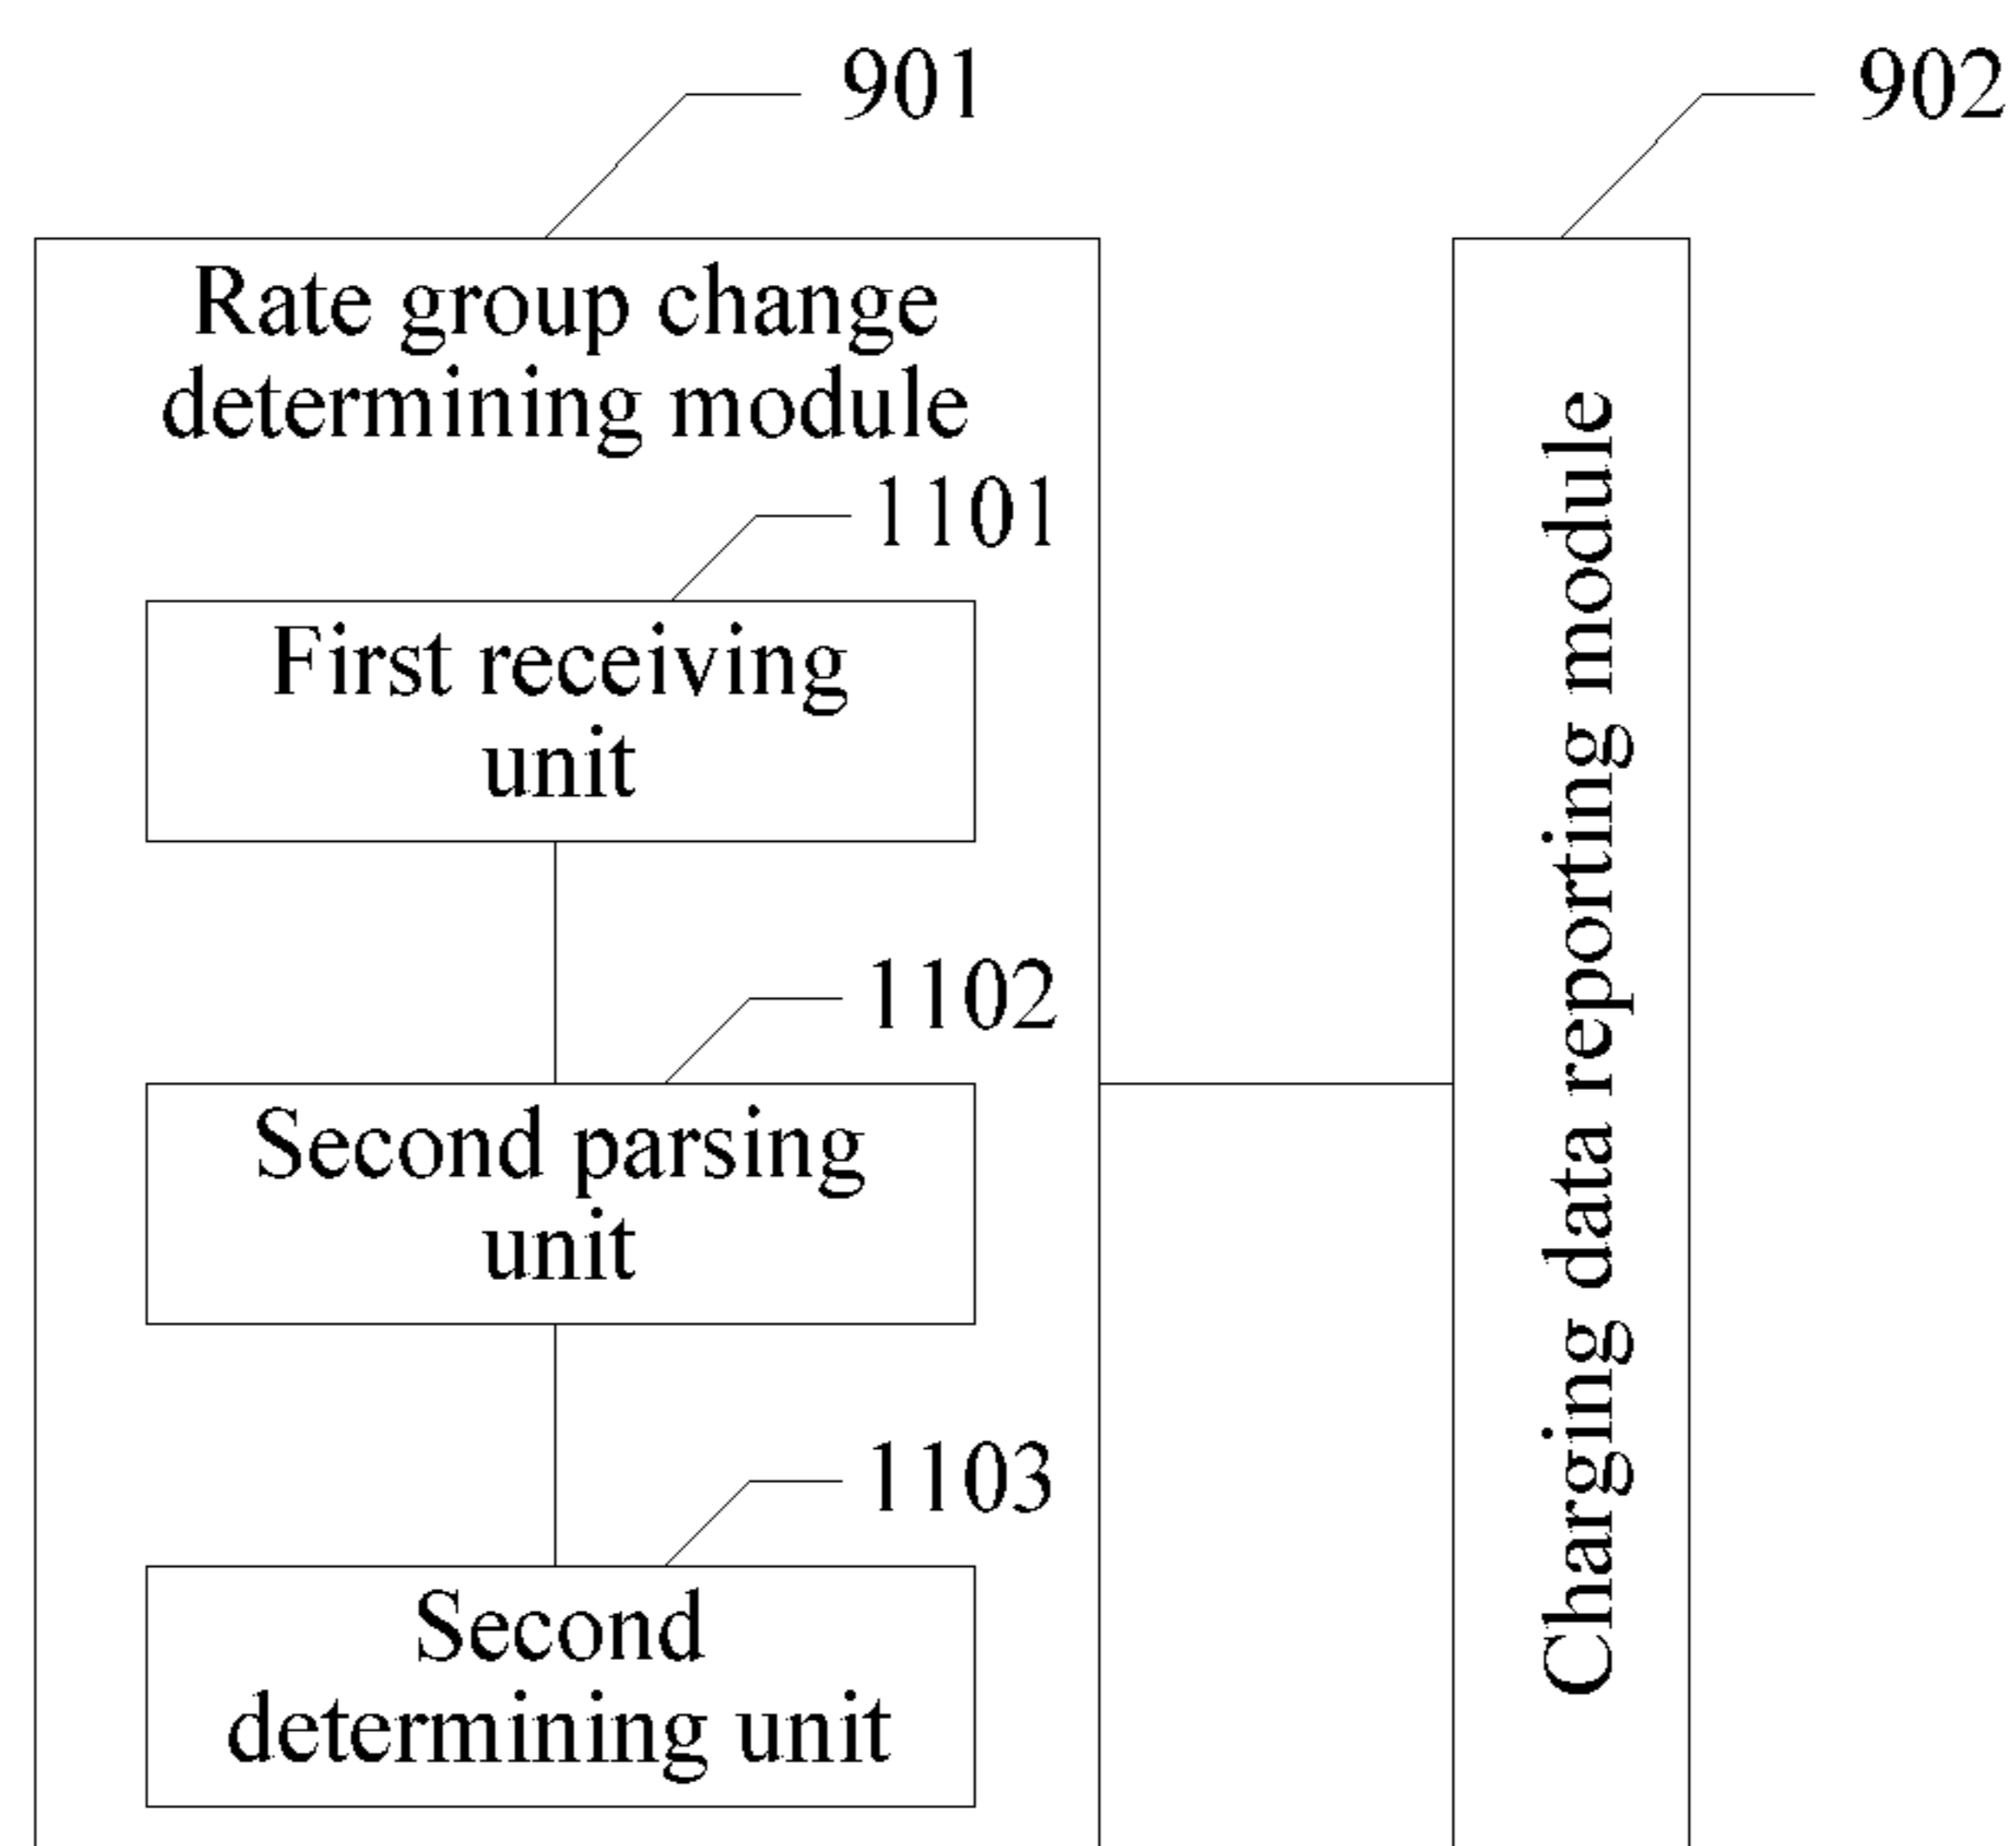 901
902
Rate group change
determining module
1101
First receiving
unit
1102
Second parsing
unit
1103
Second
determining unit
Charging data reporting module